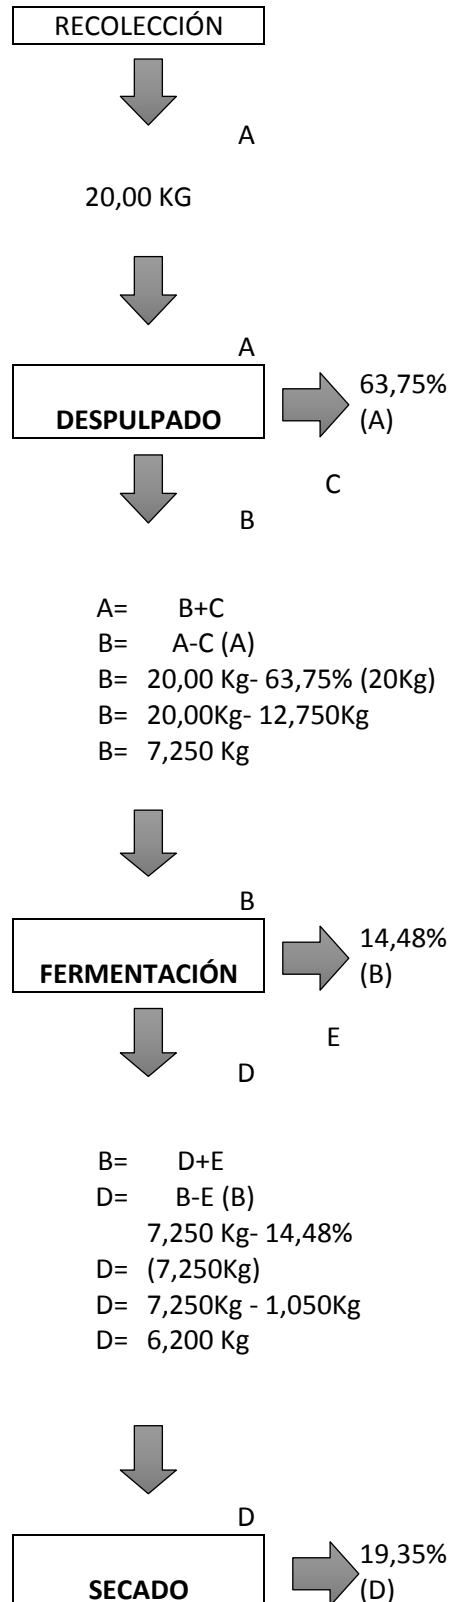 RECOLECCIÓN
A
20,00 KG
A
DESPULPADO
63,75%
(A)
C
B
A= B+C
B= A-C (A)
B= 20,00 Kg- 63,75% (20Kg)
B= 20,00Kg- 12,750Kg
B= 7,250 Kg
B
FERMENTACIÓN
14,48%
(B)
E
D
B= D+E
D= B-E (B)
7,250 Kg- 14,48%
D= (7,250Kg)
D= 7,250Kg - 1,050Kg
D= 6,200 Kg
D
SECADO
19,35%
(D)